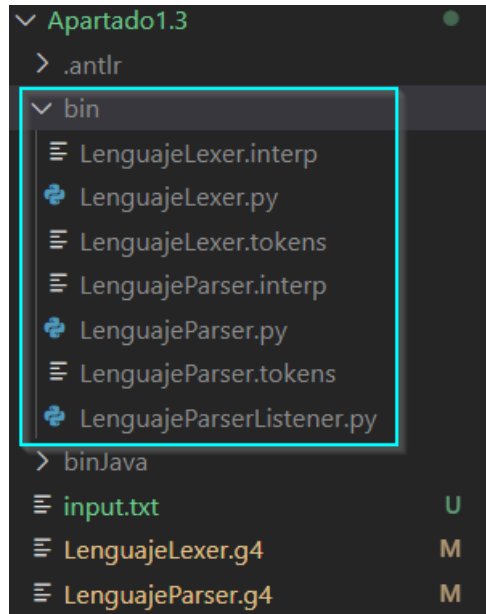 Apartado1.3
.antlr
bin
LenguajeLexer.interp
LenguajeLexer.py
LenguajeLexer.tokens
LenguajeParser.interp
LenguajeParser.py
LenguajeParser.tokens
LenguajeParserListener.py
binJava
input.txt U
LenguajeLexer.g4 M
LenguajeParser.g4 M